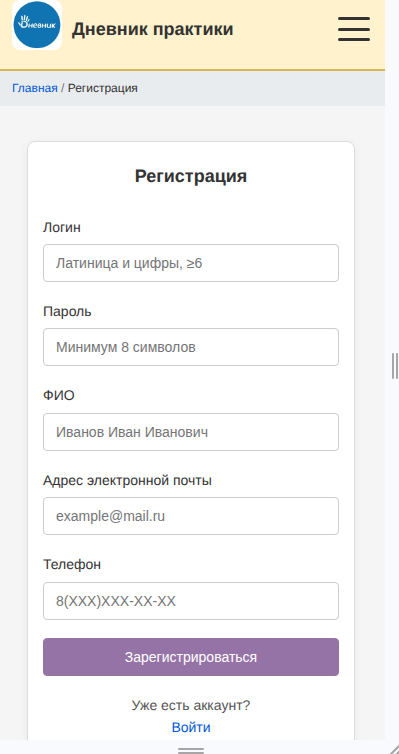 Дневник
Дневник практики
Главная / Регистрация
Регистрация
Логин
Латиница и цифры, ≥6
Пароль
Минимум 8 символов
ФИО
Иванов Иван Иванович
Адрес электронной почты
example@mail.ru
Телефон
8(XXX)XXX-XX-XX
Зарегистрироваться
Уже есть аккаунт?
Войти